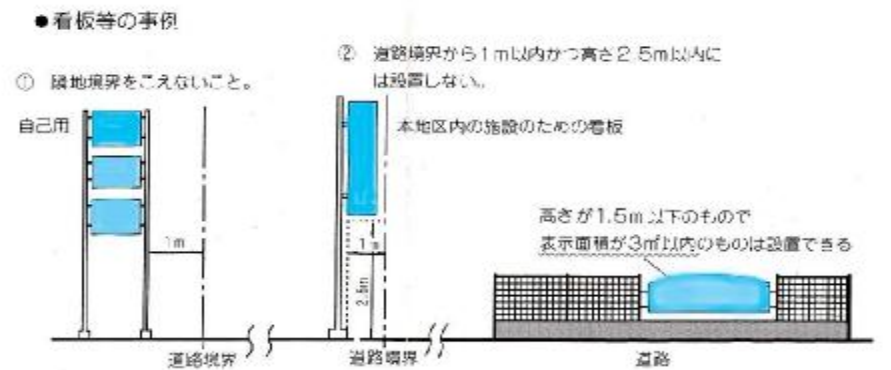 ●看板等の事例
① 隣地境界をこえないこと。
自己用
1m
道路境界
② 道路境界から1m以内かつ高さ2.5m以内に
は設置しない。
本地区内の施設のための看板
1m
2.5m
道路境界
高さが1.5m以下のもので
表示面積が3㎡以内のものは設置できる
道路